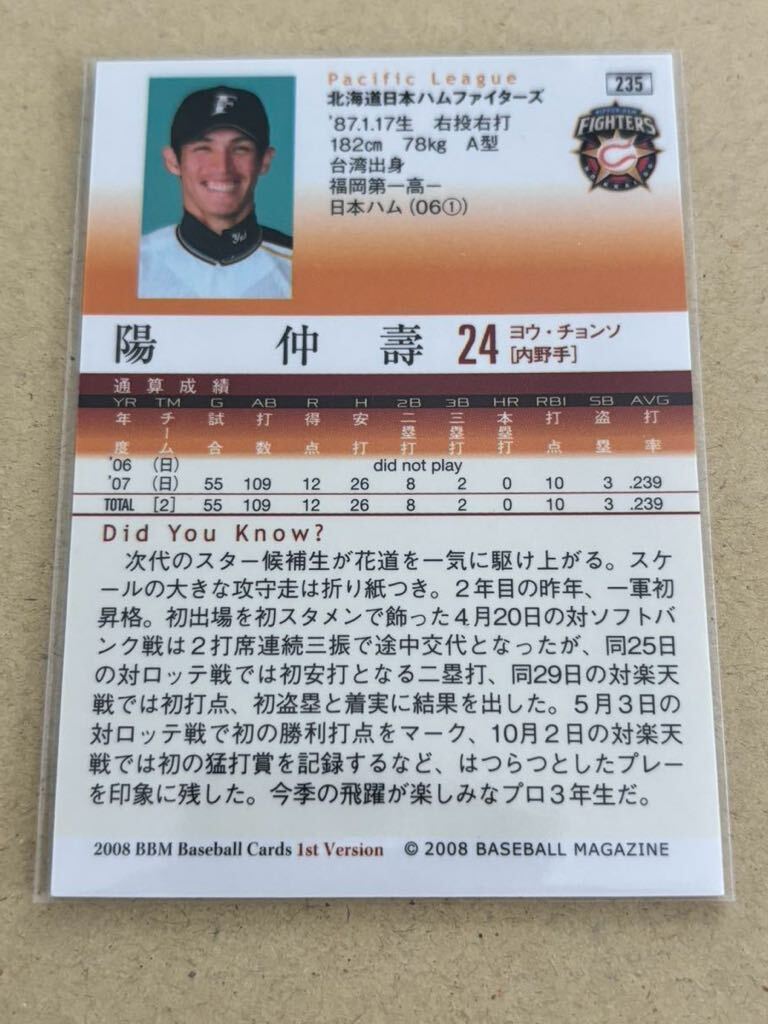 Pacific League
235
北海道日本ハムファイターズ
'87.1.17生 右投右打
182cm 78kg A型
台湾出身
福岡第一高ー
日本ハム(06①)
F
FIGHTERS
陽 仲 壽 24 ヨウ・チョンソ
[内野手]
通算成績
YR TM G AB R H 2B 3B HR RBI SB AVG
年度 チーム 試合 打数 得点 安打 二塁打 三塁打 本塁打 打点 盗塁 打率
'06 (日) did not play
'07 (日) 55 109 12 26 8 2 0 10 3 .239
TOTAL [2] 55 109 12 26 8 2 0 10 3 .239
Did You Know?
次代のスター候補生が花道を一気に駆け上がる。スケ
ールの大きな攻守走は折り紙つき。2年目の昨年、一軍初
昇格。初出場を初スタメンで飾った4月20日の対ソフトバ
ンク戦は2打席連続三振で途中交代となったが、同25日
の対ロッテ戦では初安打となる二塁打、同29日の対楽天
戦では初打点、初盗塁と着実に結果を出した。5月3日の
対ロッテ戦で初の勝利打点をマーク、10月2日の対楽天
戦では初の猛打賞を記録するなど、はつらつとしたプレー
を印象に残した。今季の飛躍が楽しみなプロ3年生だ。
2008 BBM Baseball Cards 1st Version © 2008 BASEBALL MAGAZINE